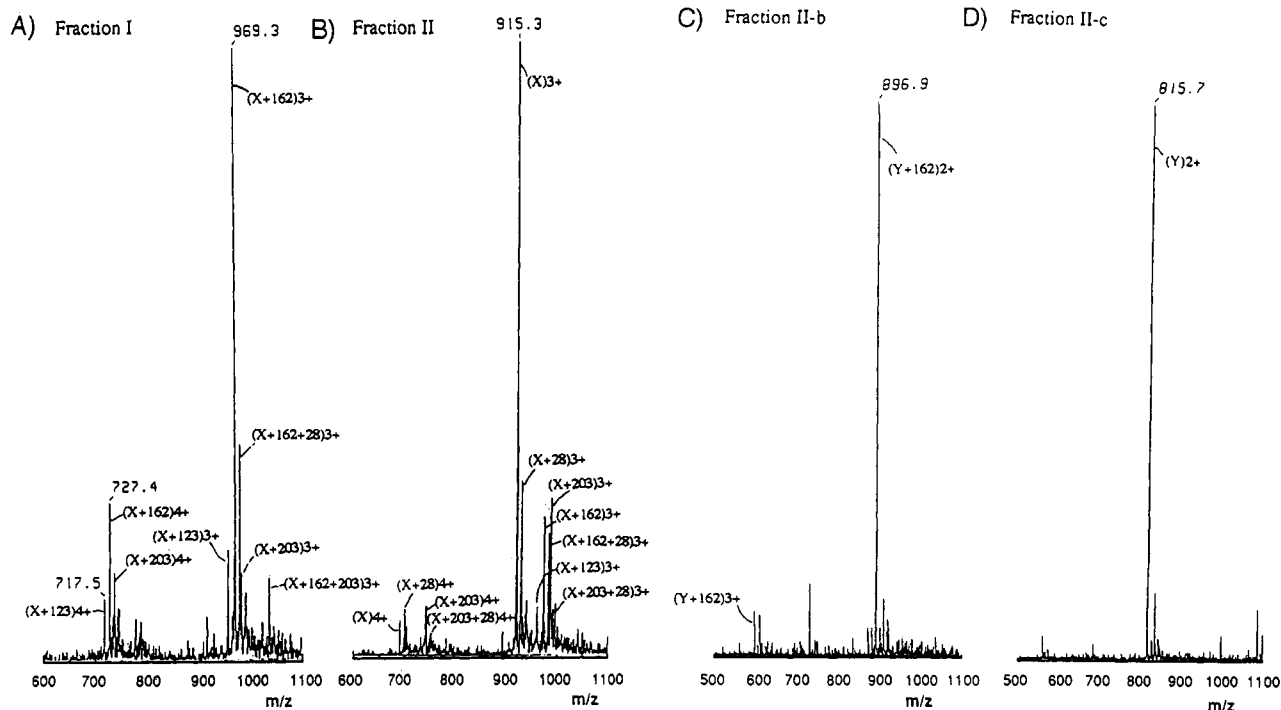 A) Fraction I
969.3
(X+162)3+
(X+162+28)3+
727.4
(X+162)4+
(X+123)3+
(X+203)4+
(X+203)3+
717.5
(X+162+203)3+
(X+123)4+
600 700 800 900 1000 1100
m/z
B) Fraction II
915.3
(X)3+
(X+28)3+
(X+203)3+
(X+162)3+
(X+162+28)3+
(X+28)4+
(X+123)3+
(X+203)4+
(X)4+
(X+203+28)4+
(X+203+28)3+
600 700 800 900 1000 1100
m/z
C) Fraction II-b
896.9
(Y+162)2+
(Y+162)3+
500 600 700 800 900 1000 1100
m/z
D) Fraction II-c
815.7
(Y)2+
500 600 700 800 900 1000 1100
m/z